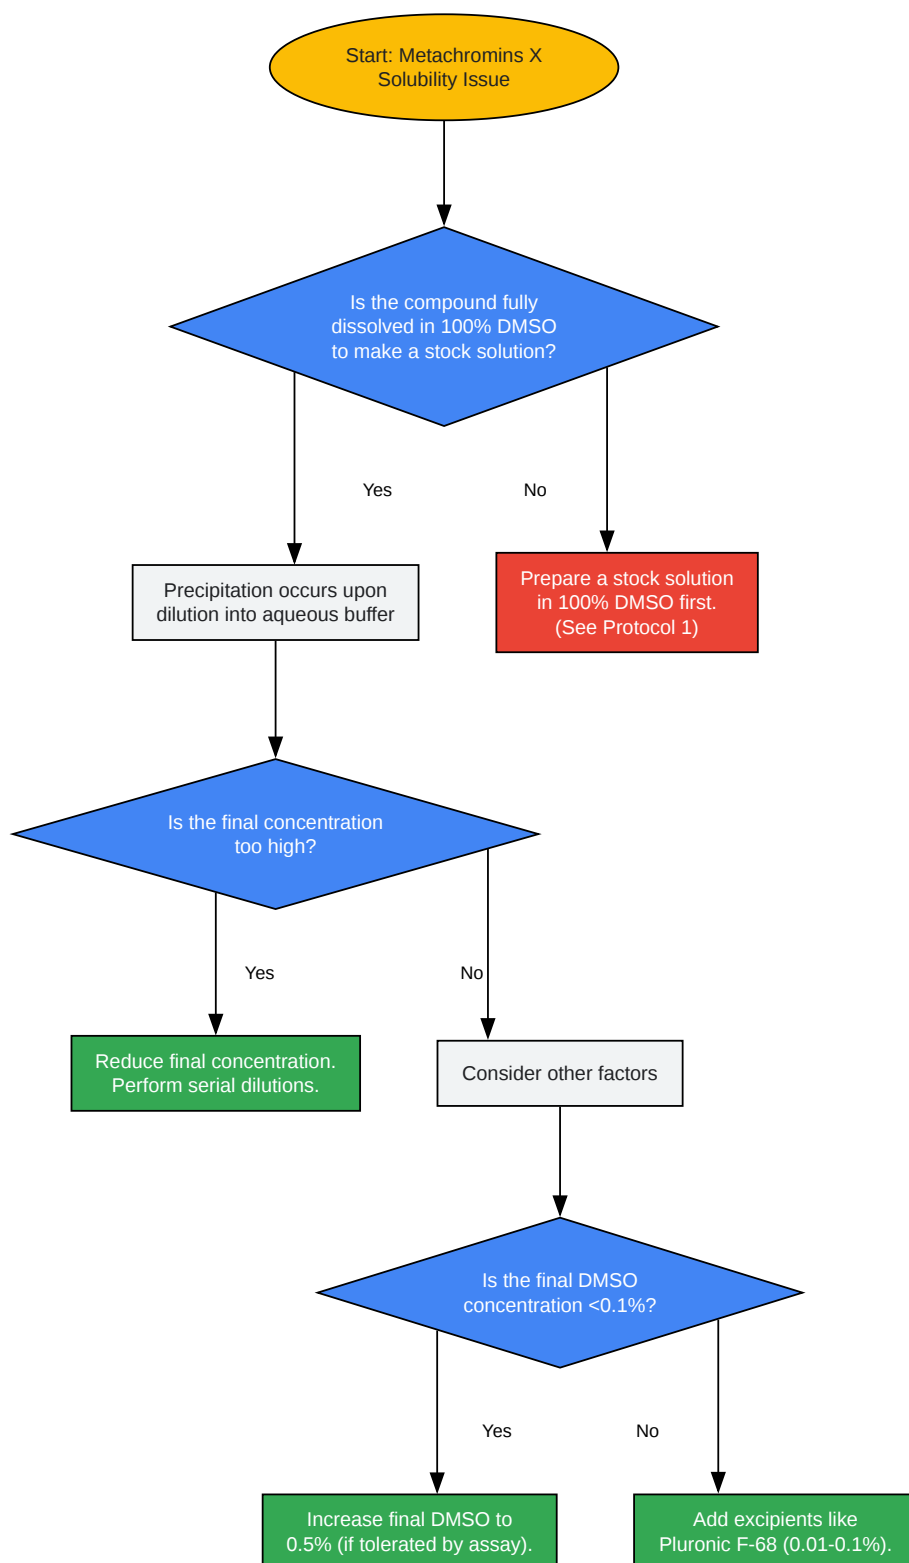 Start: Metachromins X
Solubility Issue
Is the compound fully
dissolved in 100% DMSO
to make a stock solution?
Yes
No
Precipitation occurs upon
dilution into aqueous buffer
Prepare a stock solution
in 100% DMSO first.
(See Protocol 1)
Is the final concentration
too high?
Yes
No
Reduce final concentration.
Perform serial dilutions.
Consider other factors
Is the final DMSO
concentration <0.1%?
Yes
No
Increase final DMSO to
0.5% (if tolerated by assay).
Add excipients like
Pluronic F-68 (0.01-0.1%).